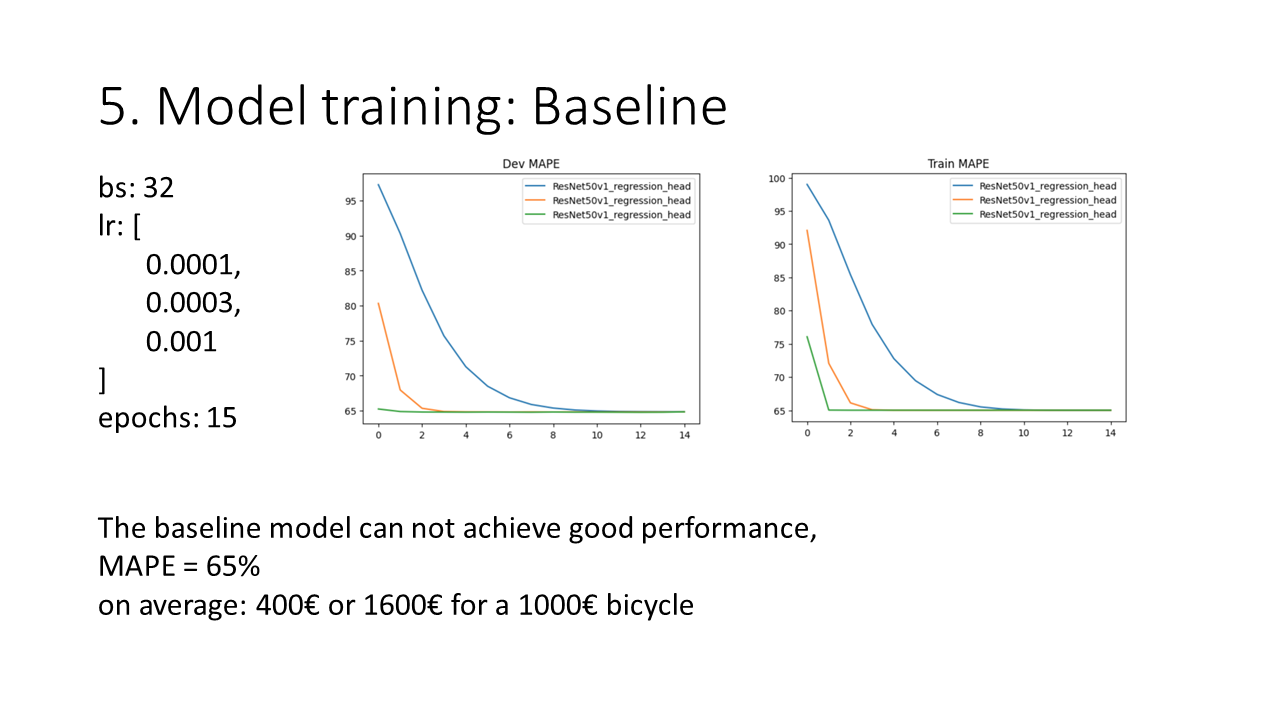 5. Model training: Baseline
bs: 32
lr: [
0.0001,
0.0003,
0.001
]
epochs: 15
Dev MAPE
ResNet50v1_regression_head
ResNet50v1_regression_head
ResNet50v1_regression_head
95
90
85
80
75
70
65
0 2 4 6 8 10 12 14
Train MAPE
ResNet50v1_regression_head
ResNet50v1_regression_head
ResNet50v1_regression_head
100
95
90
85
80
75
70
65
0 2 4 6 8 10 12 14
The baseline model can not achieve good performance,
MAPE = 65%
on average: 400€ or 1600€ for a 1000€ bicycle